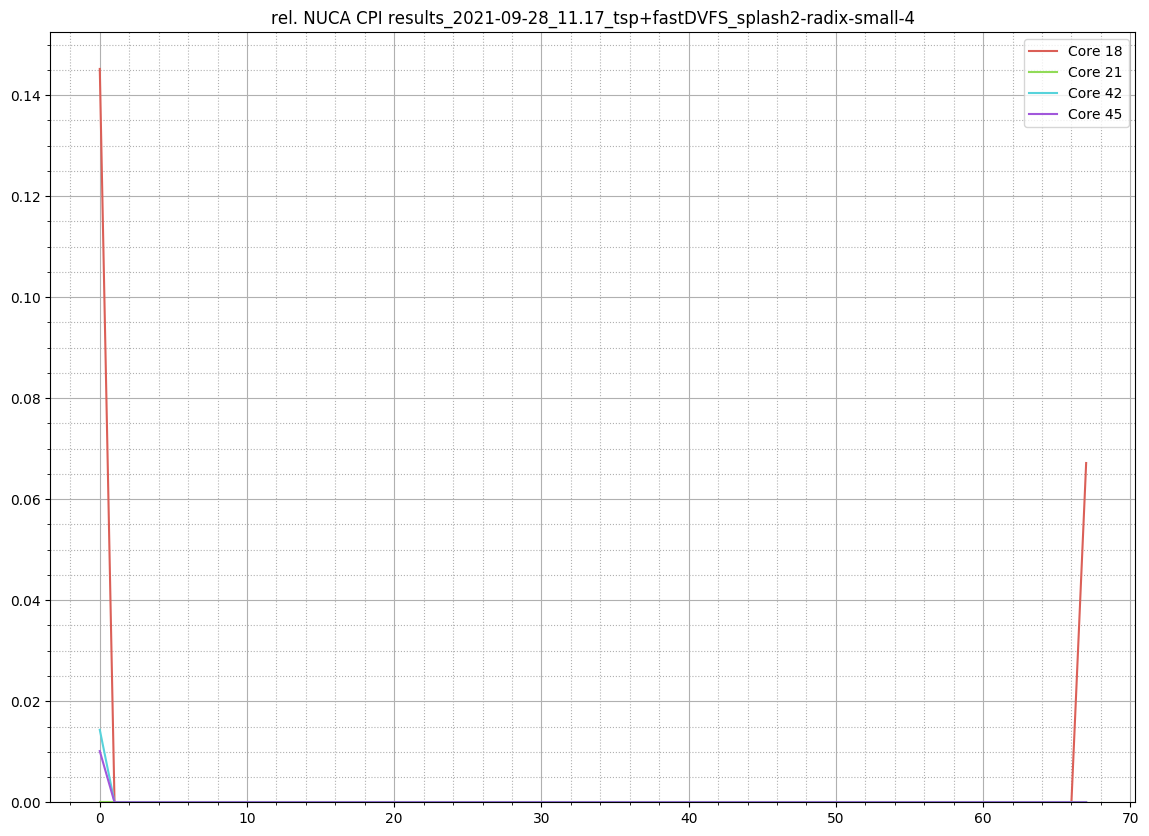 rel. NUCA CPI results_2021-09-28_11.17_tsp+fastDVFS_splash2-radix-small-4
Core 18
Core 21
Core 42
Core 45
0.14
0.12
0.10
0.08
0.06
0.04
0.02
0.00
0 10 20 30 40 50 60 70